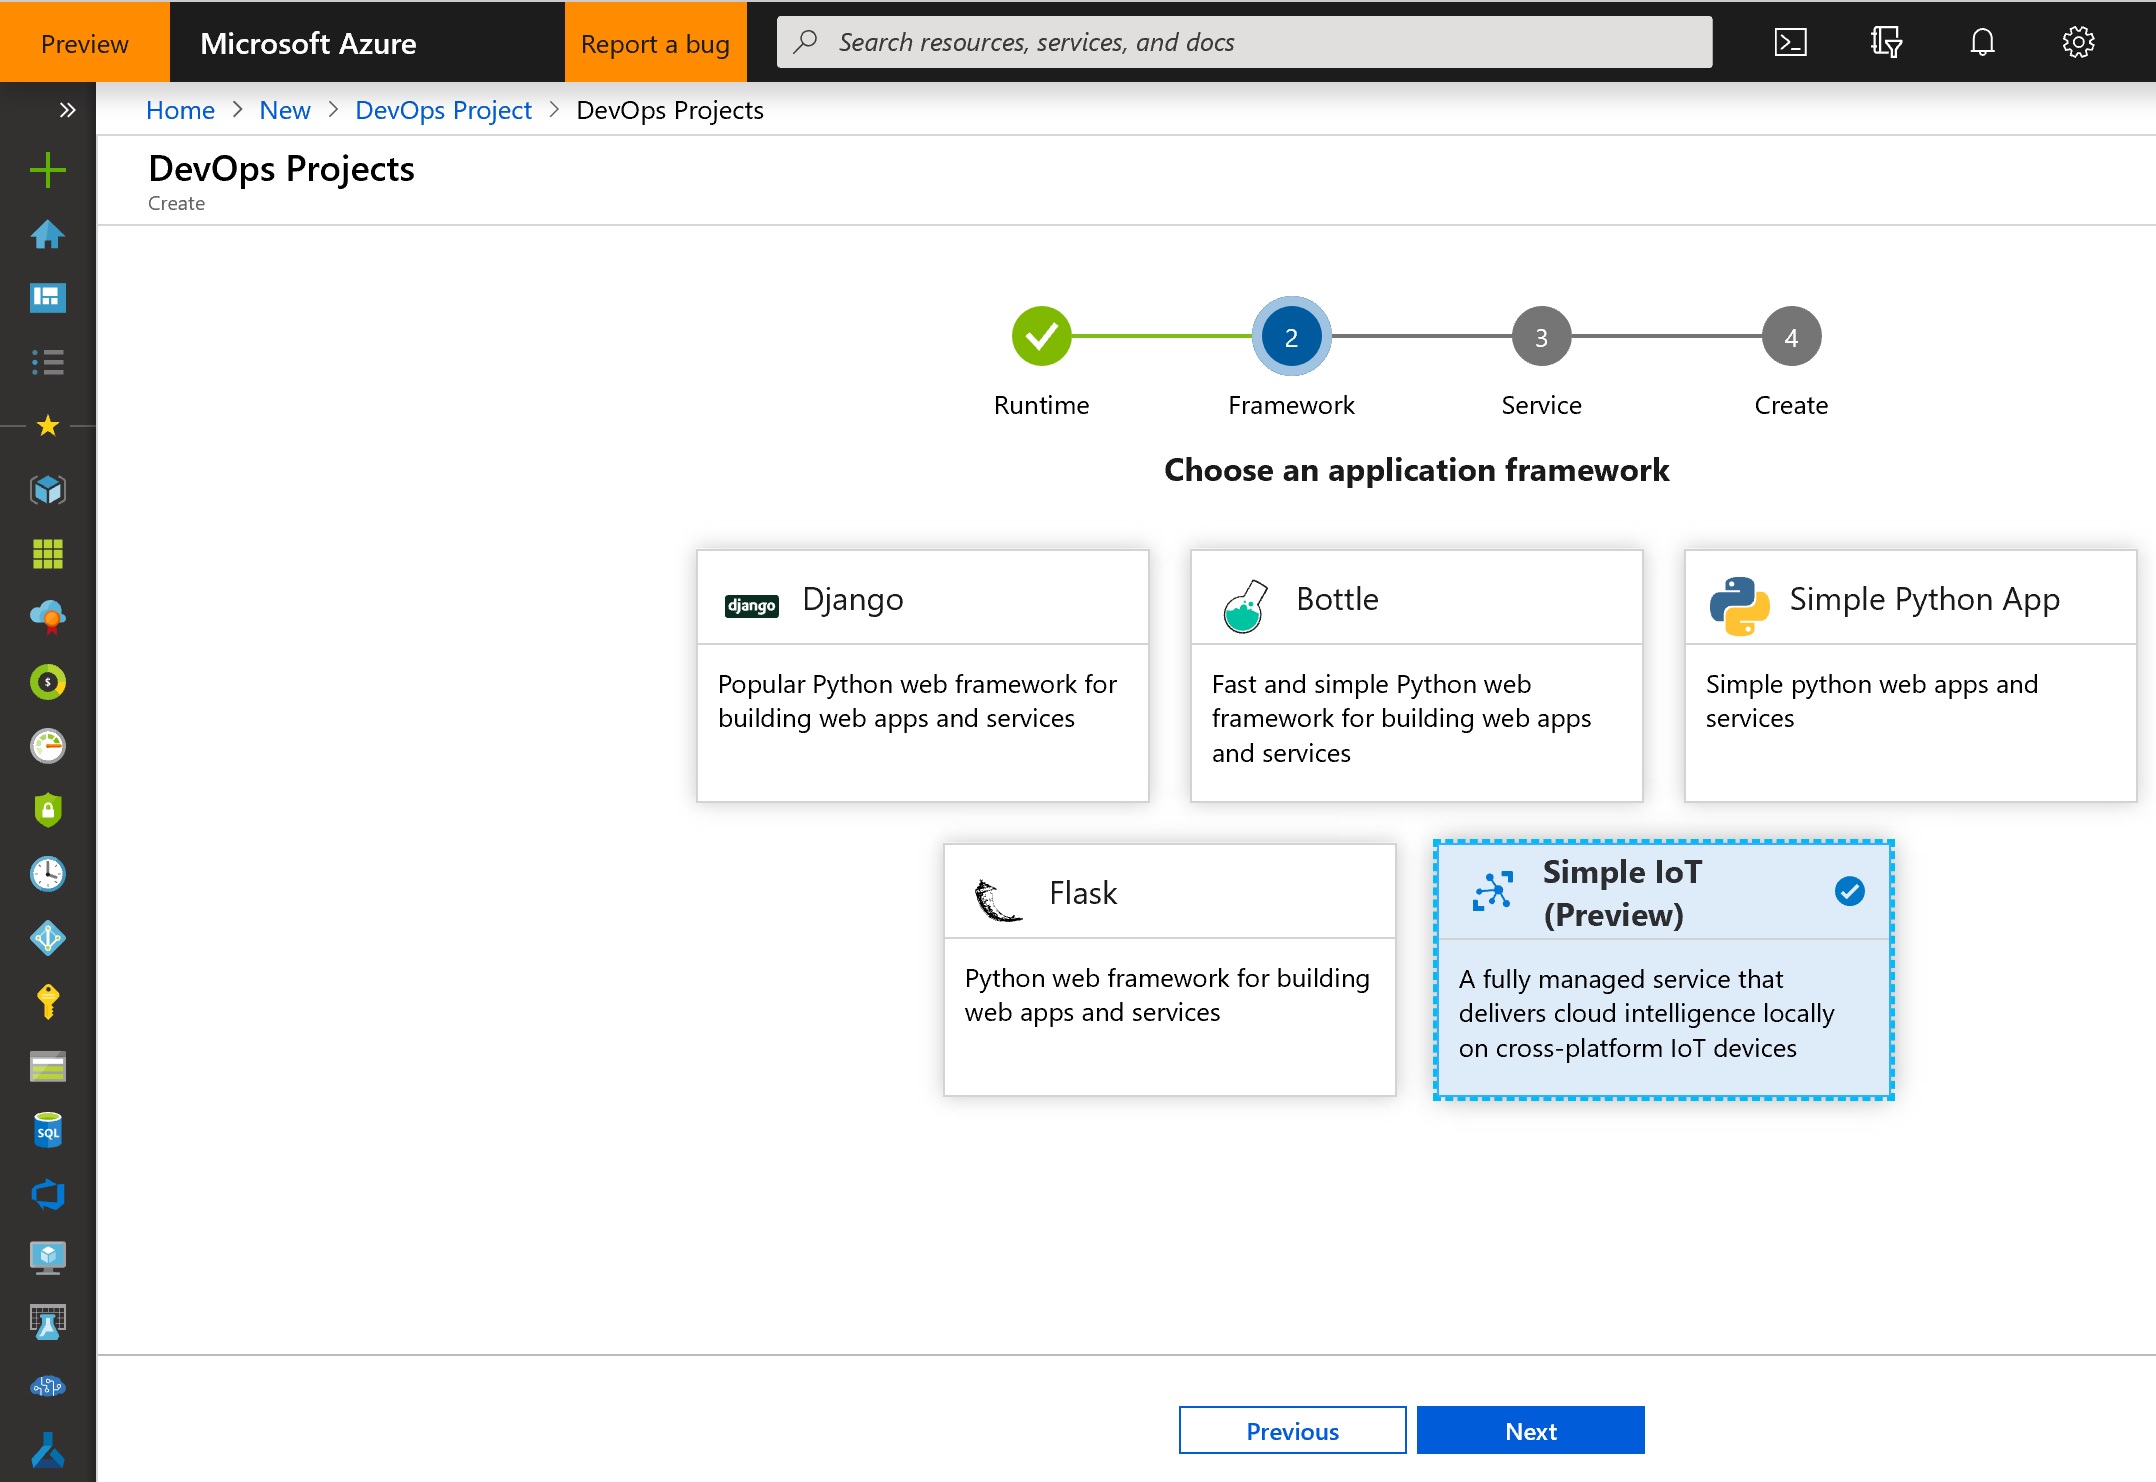 Preview
Microsoft Azure
Report a bug
Search resources, services, and docs
Home > New > DevOps Project > DevOps Projects
DevOps Projects
Create
2
3
4
Runtime
Framework
Service
Create
Choose an application framework
django
Django
Popular Python web framework for
building web apps and services
Bottle
Fast and simple Python web
framework for building web apps
and services
Simple Python App
Simple python web apps and
services
Flask
Python web framework for building
web apps and services
Simple IoT
(Preview)
A fully managed service that
delivers cloud intelligence locally
on cross-platform IoT devices
$
SQL
Previous
Next